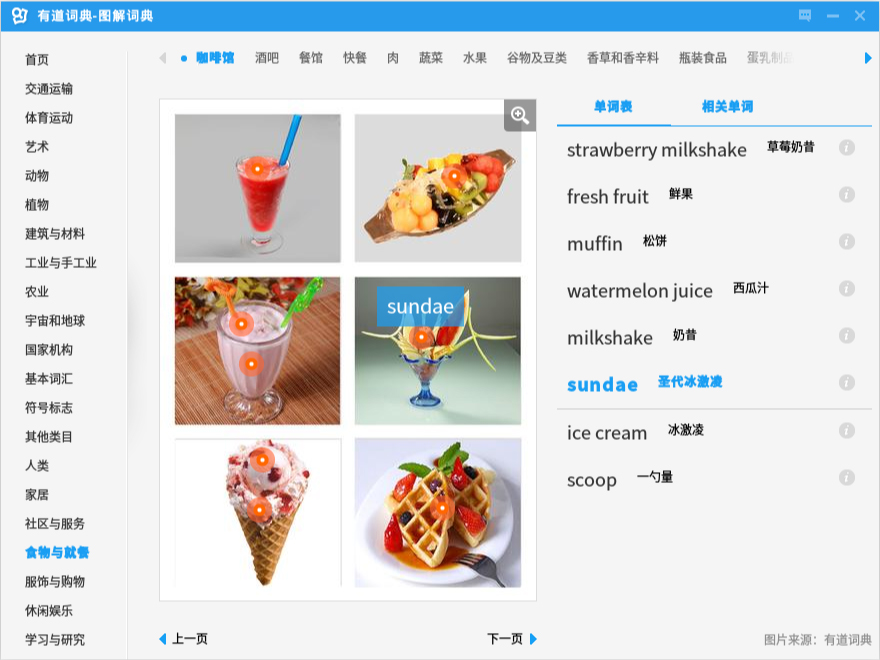 有道词典-图解词典
咖啡馆 酒吧 餐馆 快餐 肉 蔬菜 水果 谷物及豆类 香草和香辛料 瓶装食品 蛋乳制品
首页
交通运输
体育运动
艺术
动物
植物
建筑与材料
工业与手工业
农业
宇宙和地球
国家机构
基本词汇
符号标志
其他类目
人类
家居
社区与服务
食物与就餐
服饰与购物
休闲娱乐
学习与研究
sundae
上一页 下一页
单词表 相关单词
strawberry milkshake 草莓奶昔
fresh fruit 鲜果
muffin 松饼
watermelon juice 西瓜汁
milkshake 奶昔
sundae 圣代冰激凌
ice cream 冰激凌
scoop 一勺量
图片来源：有道词典